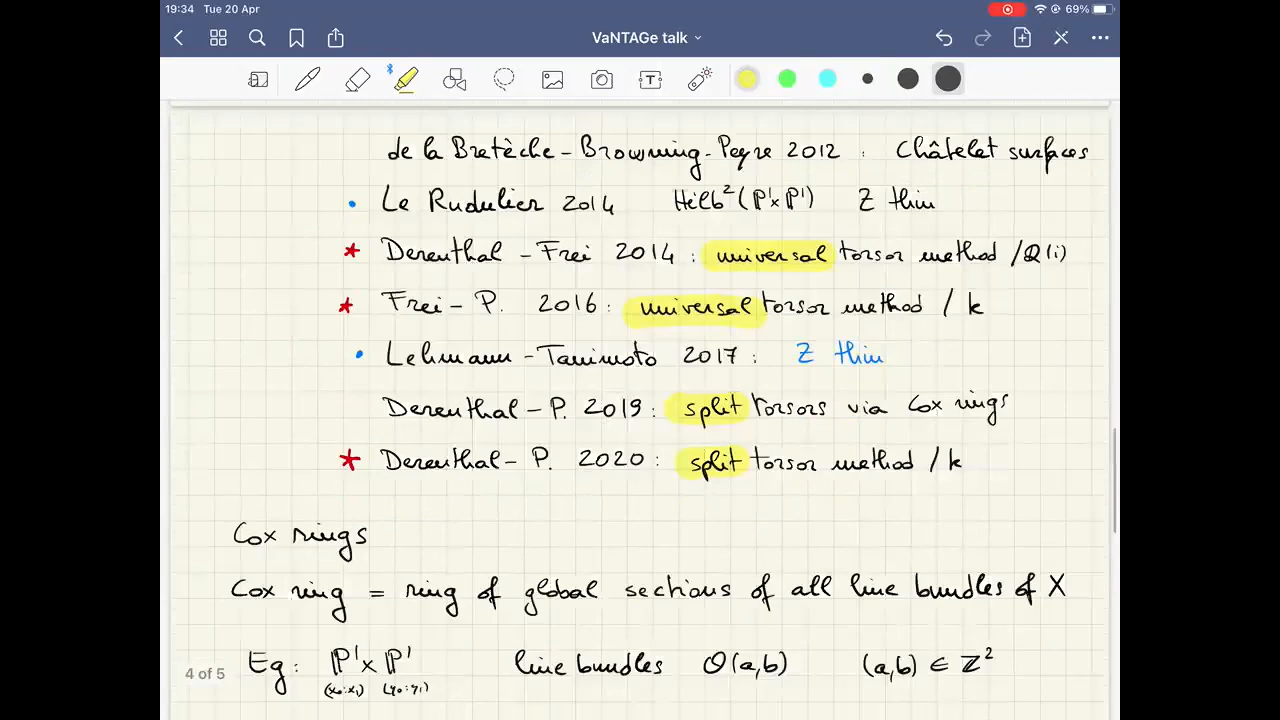 19:34 Tue 20 Apr
69%
VaNTAGe talk
de la Bretèche - Browning - Peyre 2012 : Châtelet surfaces
• Le Rudulier 2014 Hilb²(P¹×P¹) Z thin
* Derenthal - Frei 2014 : universal torsor method /Q(i)
* Frei - P. 2016 : universal torsor method / k
• Lehmann - Tanimoto 2017 : Z thin
Derenthal - P. 2019 : split torsors via Cox rings
* Derenthal - P. 2020 : split torsor method / k
Cox rings
Cox ring = ring of global sections of all line bundles of X
Eg : ℙ¹ × ℙ¹ line bundles O(a,b) (a,b) ∈ ℤ²
(x₀:x₁) (y₀:y₁)
4 of 5